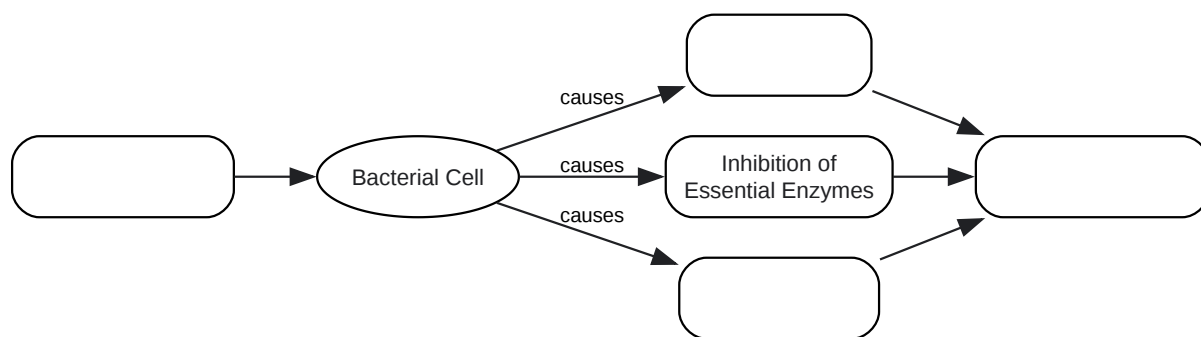 causes
Bacterial Cell
causes
Inhibition of
Essential Enzymes
causes